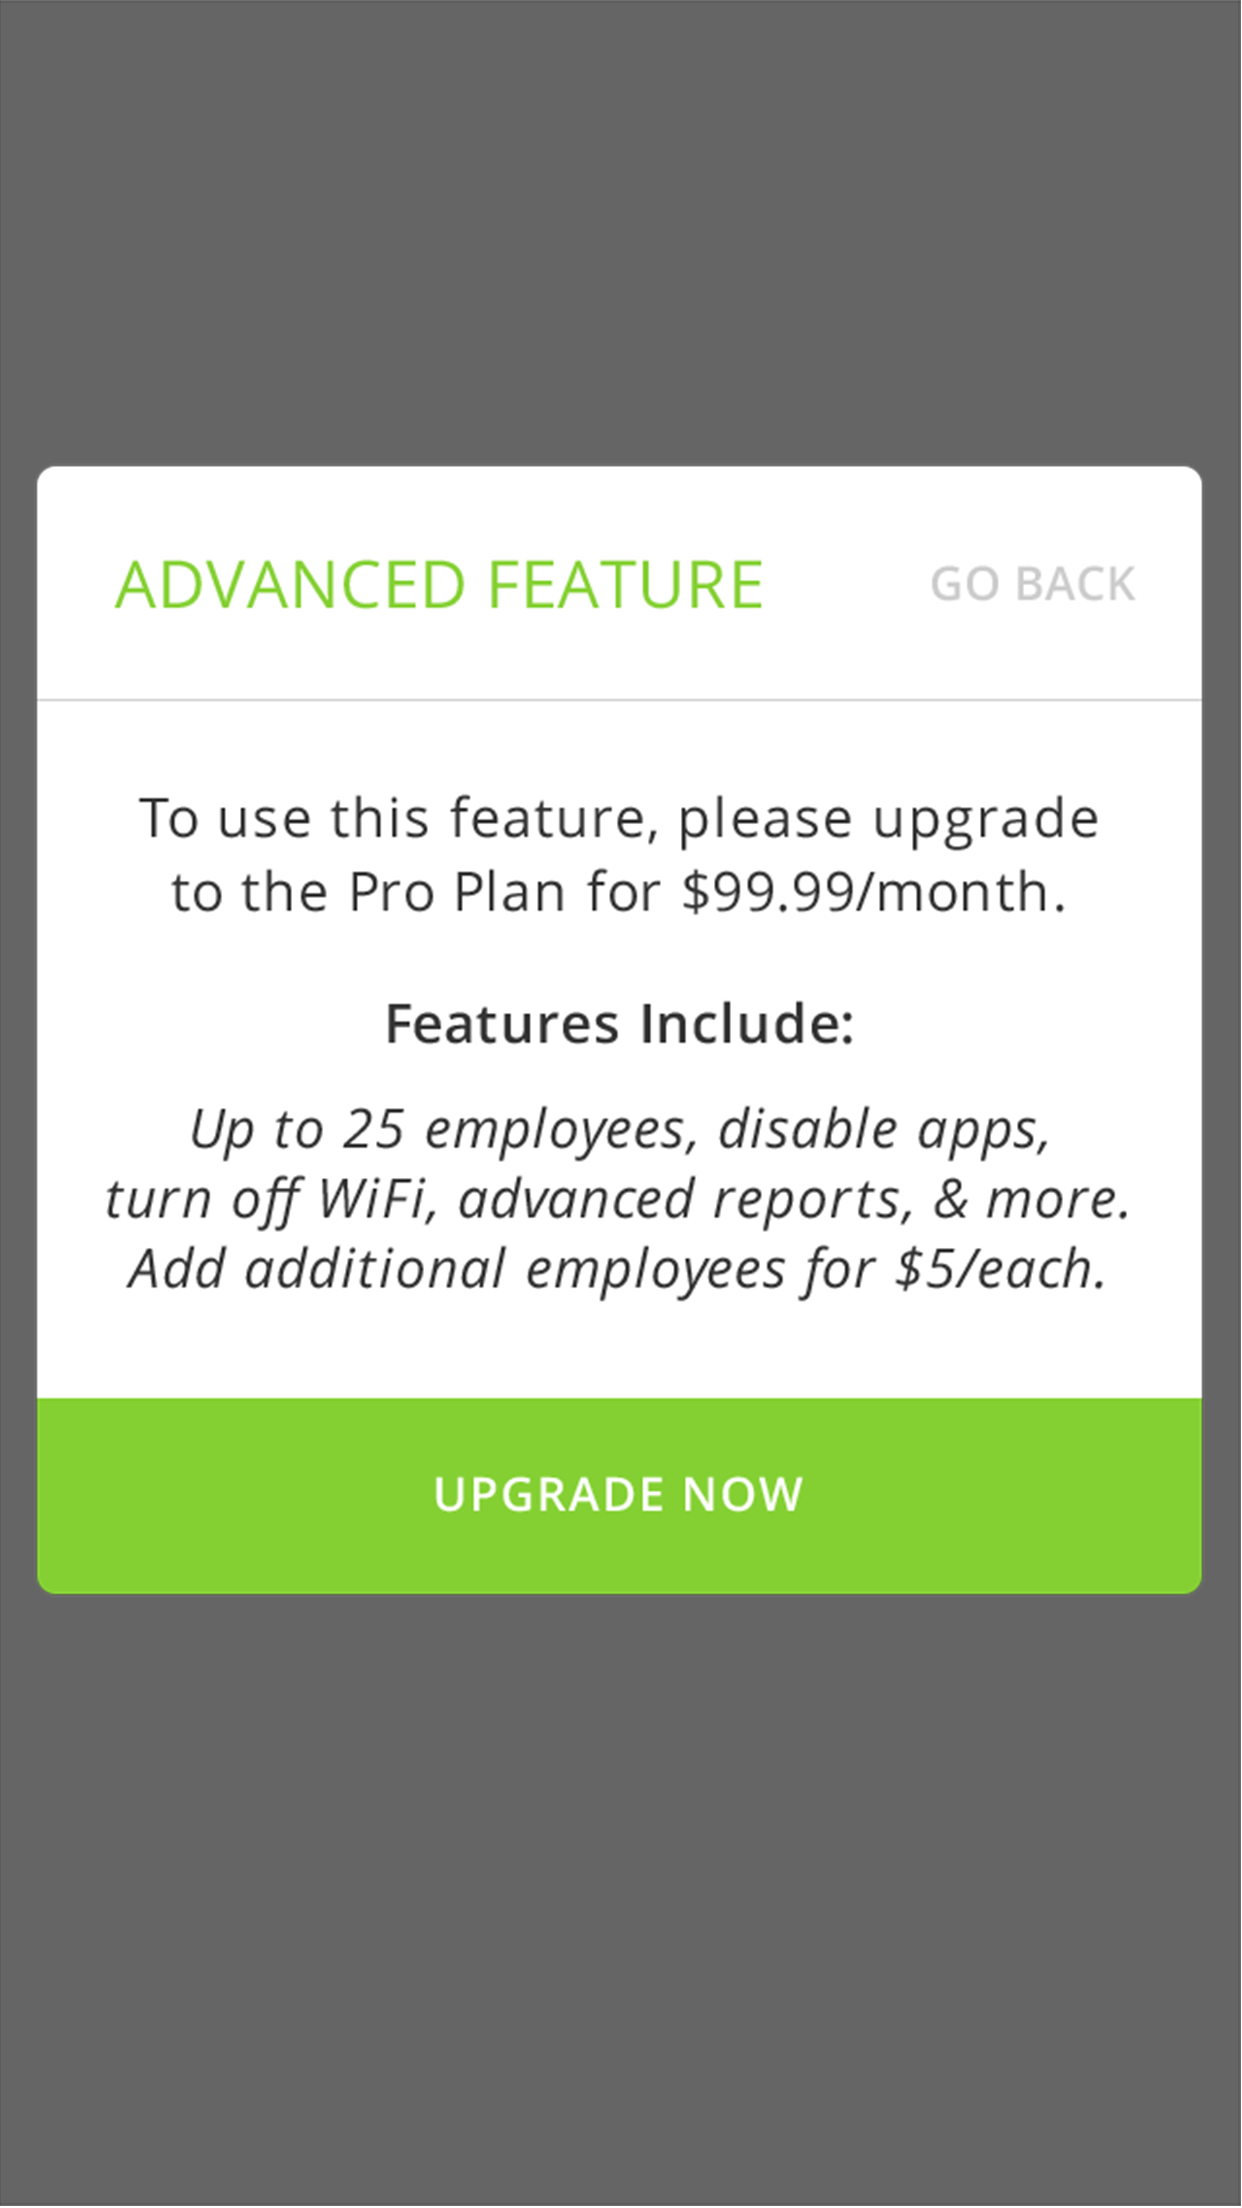 ADVANCED FEATURE
GO BACK
To use this feature, please upgrade
to the Pro Plan for $99.99/month.
Features Include:
Up to 25 employees, disable apps,
turn off WiFi, advanced reports, & more.
Add additional employees for $5/each.
UPGRADE NOW